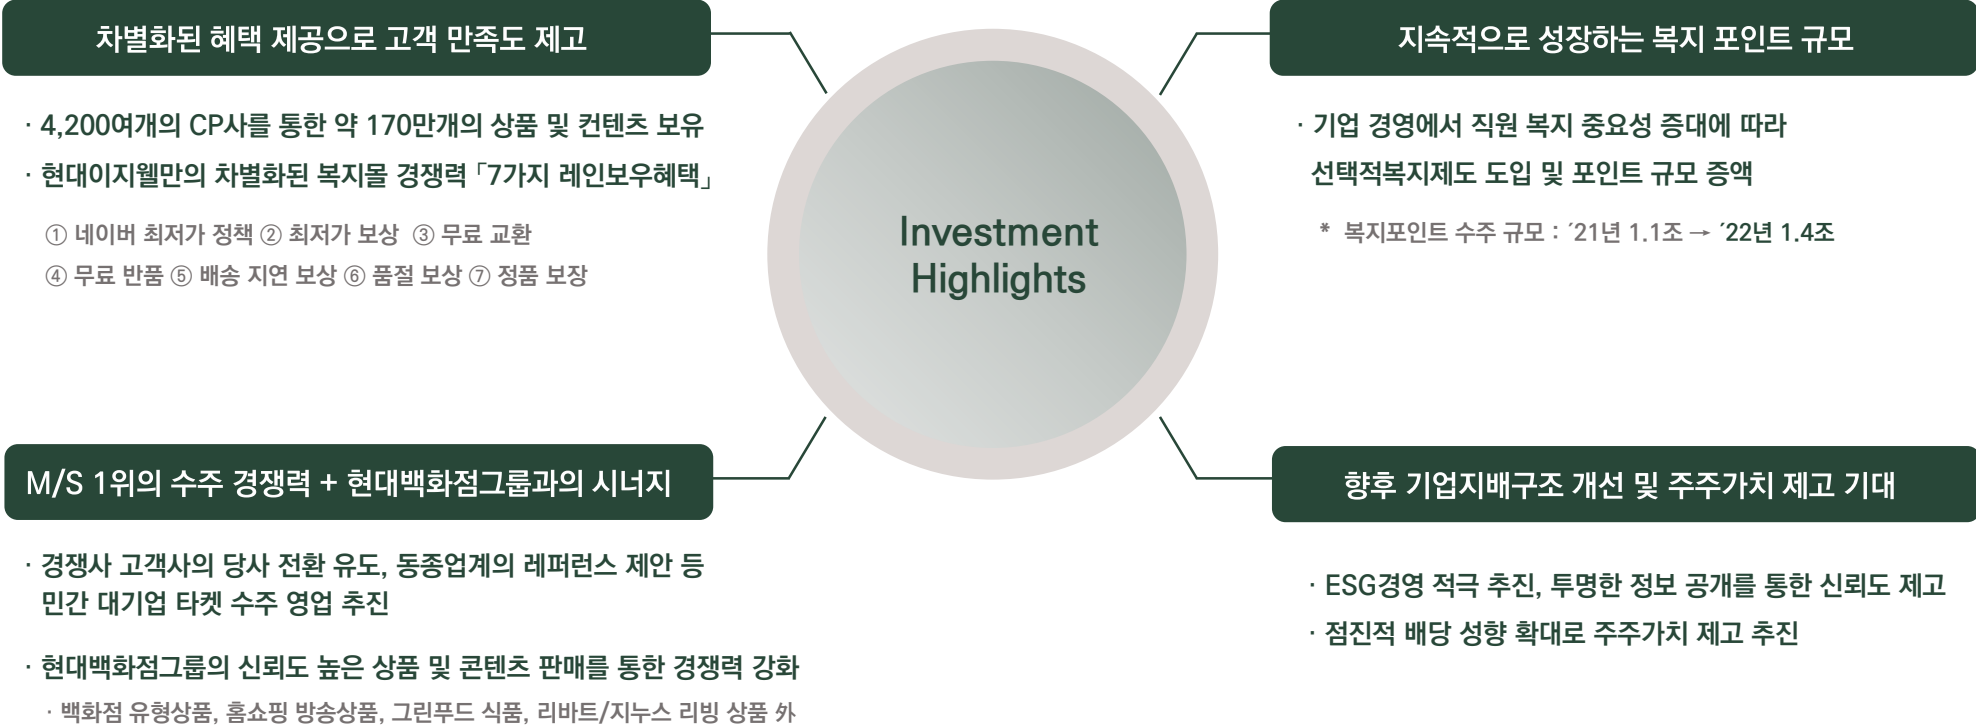 차별화된 혜택 제공으로 고객 만족도 제고
· 4,200여개의 CP사를 통한 약 170만개의 상품 및 컨텐츠 보유
· 현대이지웰만의 차별화된 복지몰 경쟁력 「7가지 레인보우혜택」
① 네이버 최저가 정책 ② 최저가 보상 ③ 무료 교환
④ 무료 반품 ⑤ 배송 지연 보상 ⑥ 품절 보상 ⑦ 정품 보장
Investment
Highlights
지속적으로 성장하는 복지 포인트 규모
· 기업 경영에서 직원 복지 중요성 증대에 따라
선택적복지제도 도입 및 포인트 규모 증액
* 복지포인트 수주 규모 : ´21년 1.1조 → ´22년 1.4조
M/S 1위의 수주 경쟁력 + 현대백화점그룹과의 시너지
· 경쟁사 고객사의 당사 전환 유도, 동종업계의 레퍼런스 제안 등
민간 대기업 타켓 수주 영업 추진
· 현대백화점그룹의 신뢰도 높은 상품 및 콘텐츠 판매를 통한 경쟁력 강화
· 백화점 유형상품, 홈쇼핑 방송상품, 그린푸드 식품, 리바트/지누스 리빙 상품 外
향후 기업지배구조 개선 및 주주가치 제고 기대
· ESG경영 적극 추진, 투명한 정보 공개를 통한 신뢰도 제고
· 점진적 배당 성향 확대로 주주가치 제고 추진